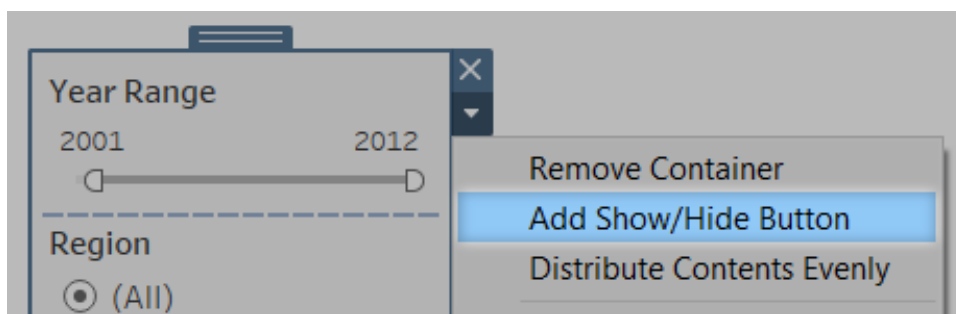 Year Range
2001 2012
Region
(All)
Remove Container
Add Show/Hide Button
Distribute Contents Evenly